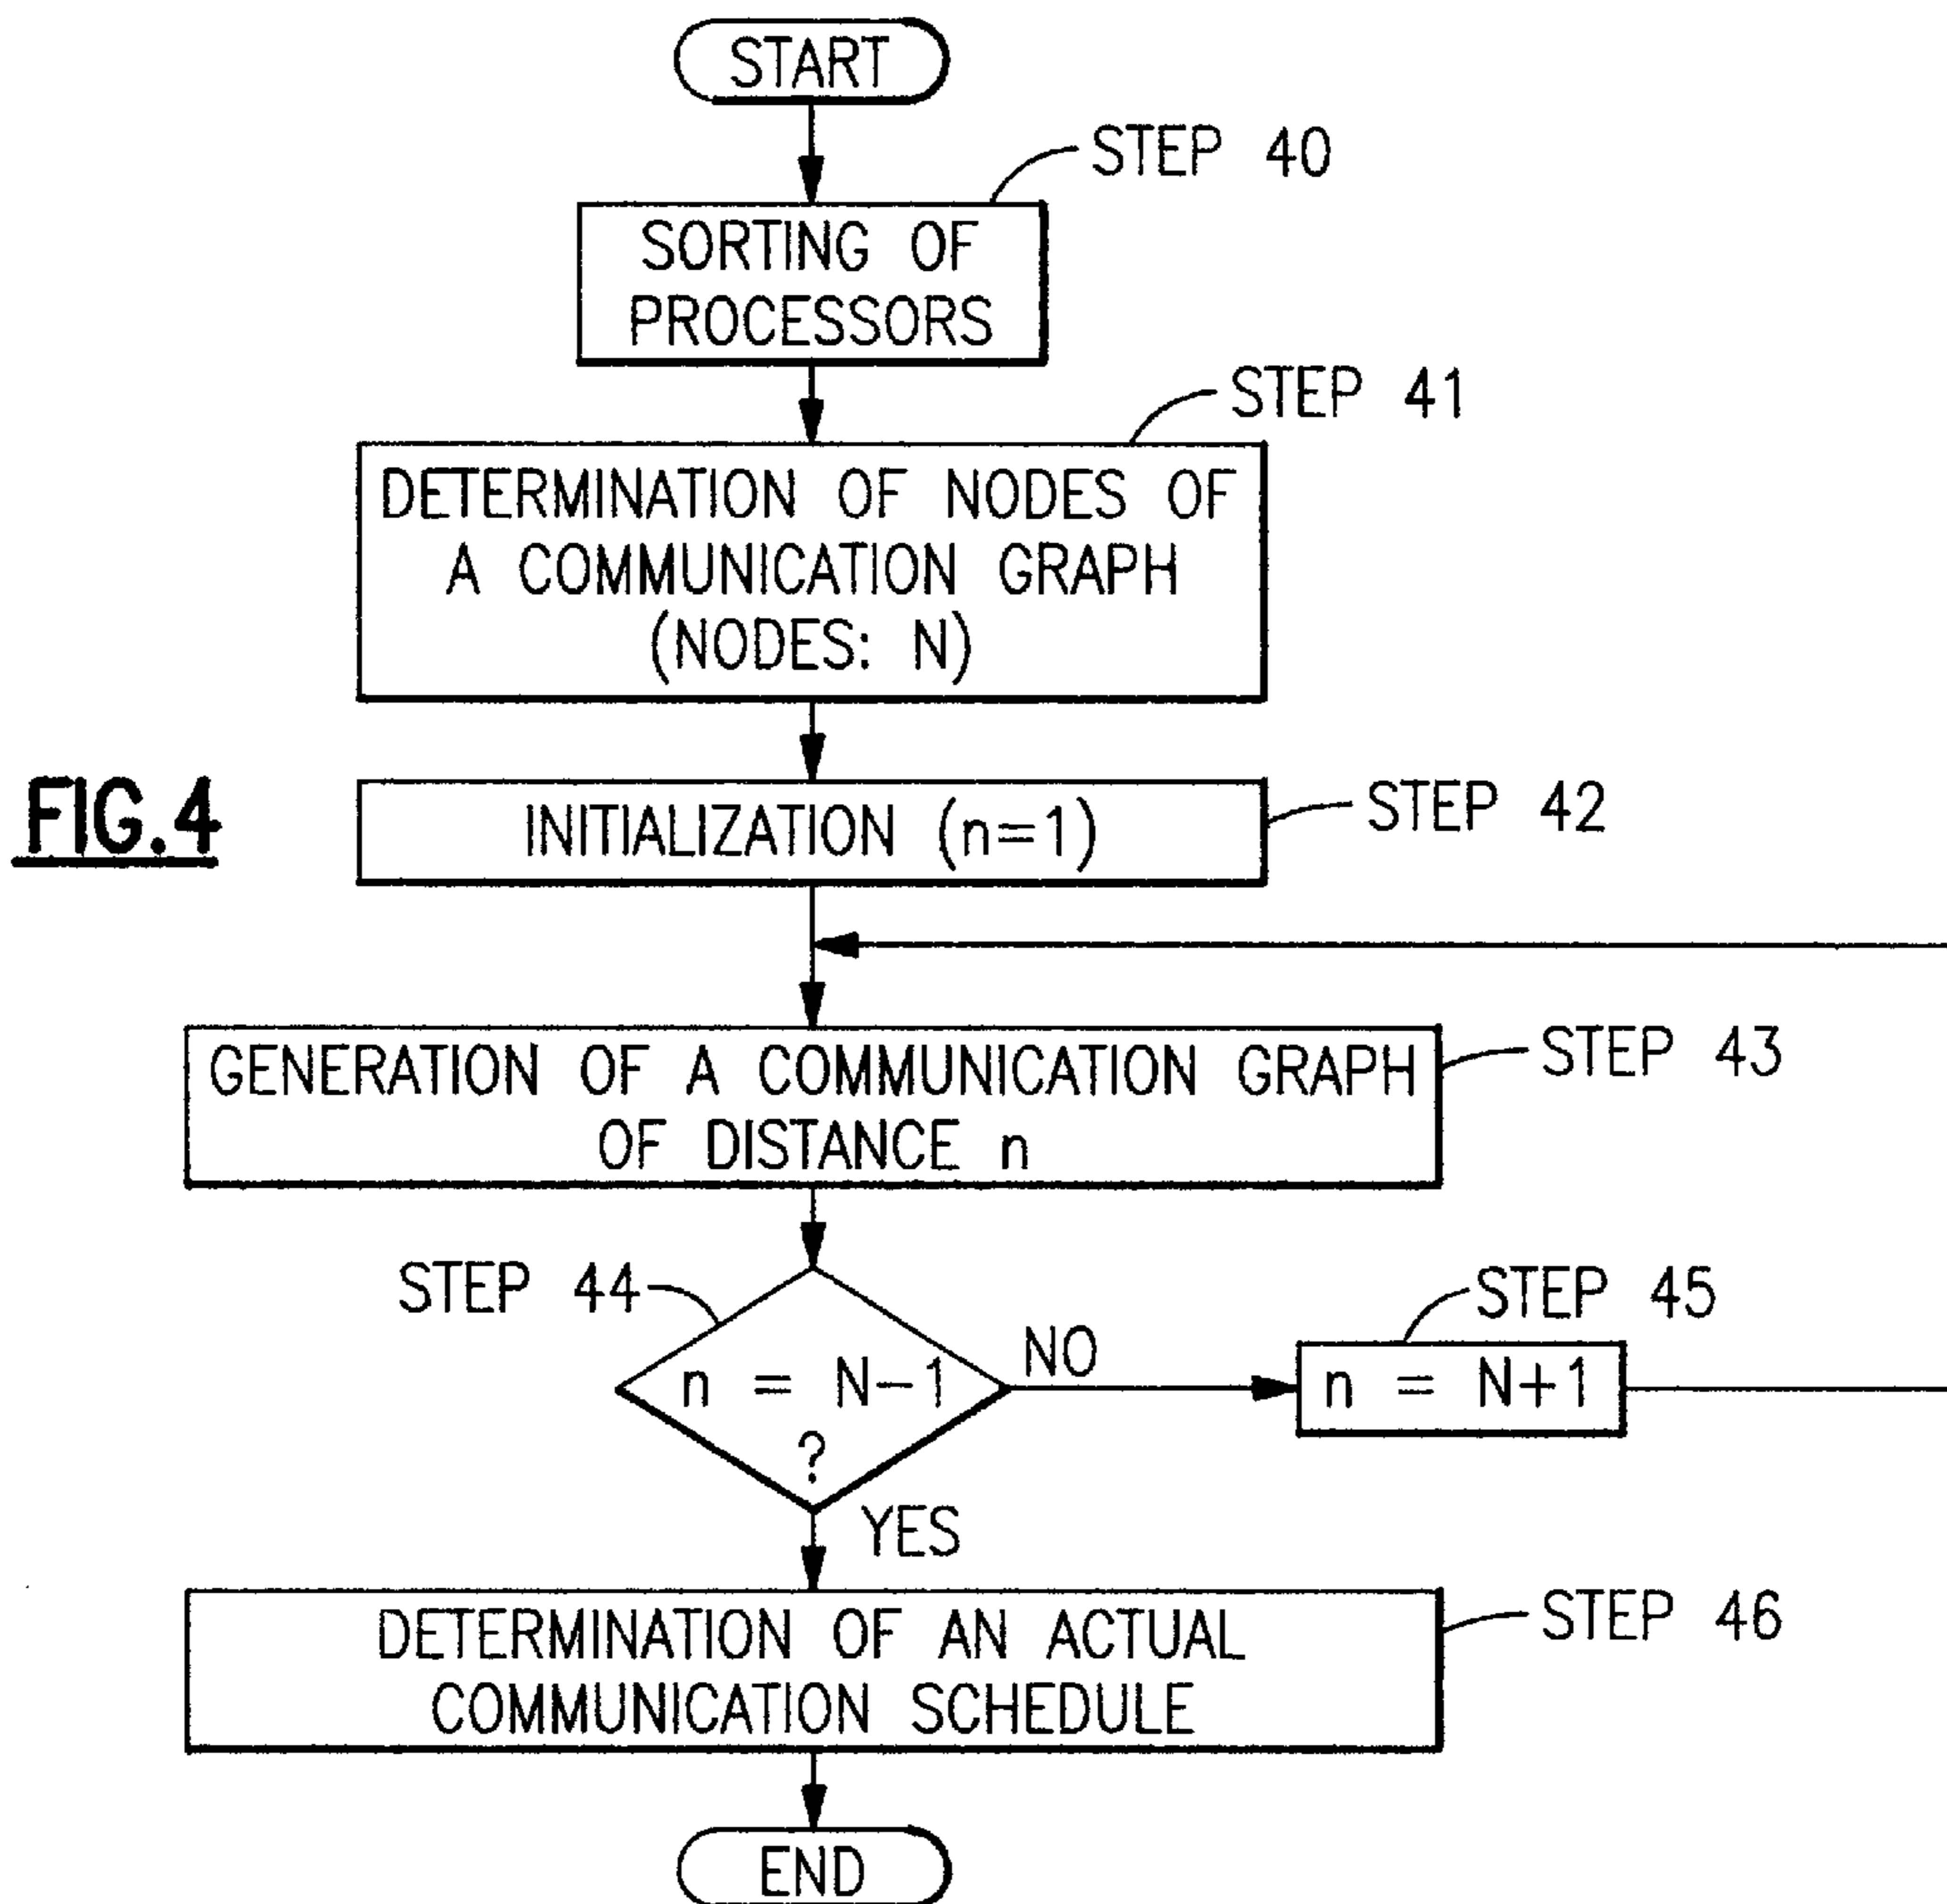 START
STEP 40
SORTING OF
PROCESSORS
STEP 41
DETERMINATION OF NODES OF
A COMMUNICATION GRAPH
(NODES: N)
FIG.4
INITIALIZATION (n=1)
STEP 42
GENERATION OF A COMMUNICATION GRAPH
OF DISTANCE n
STEP 43
STEP 44
n = N-1
?
NO
STEP 45
n = N+1
YES
DETERMINATION OF AN ACTUAL
COMMUNICATION SCHEDULE
STEP 46
END